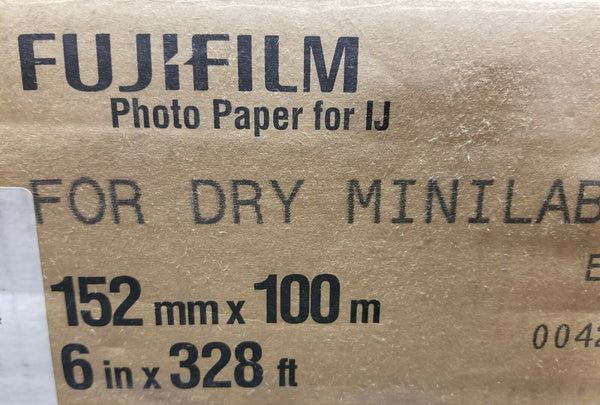 FUJIFILM
Photo Paper for IJ
FOR DRY MINILAB
152 mm x 100 m
6 in x 328 ft